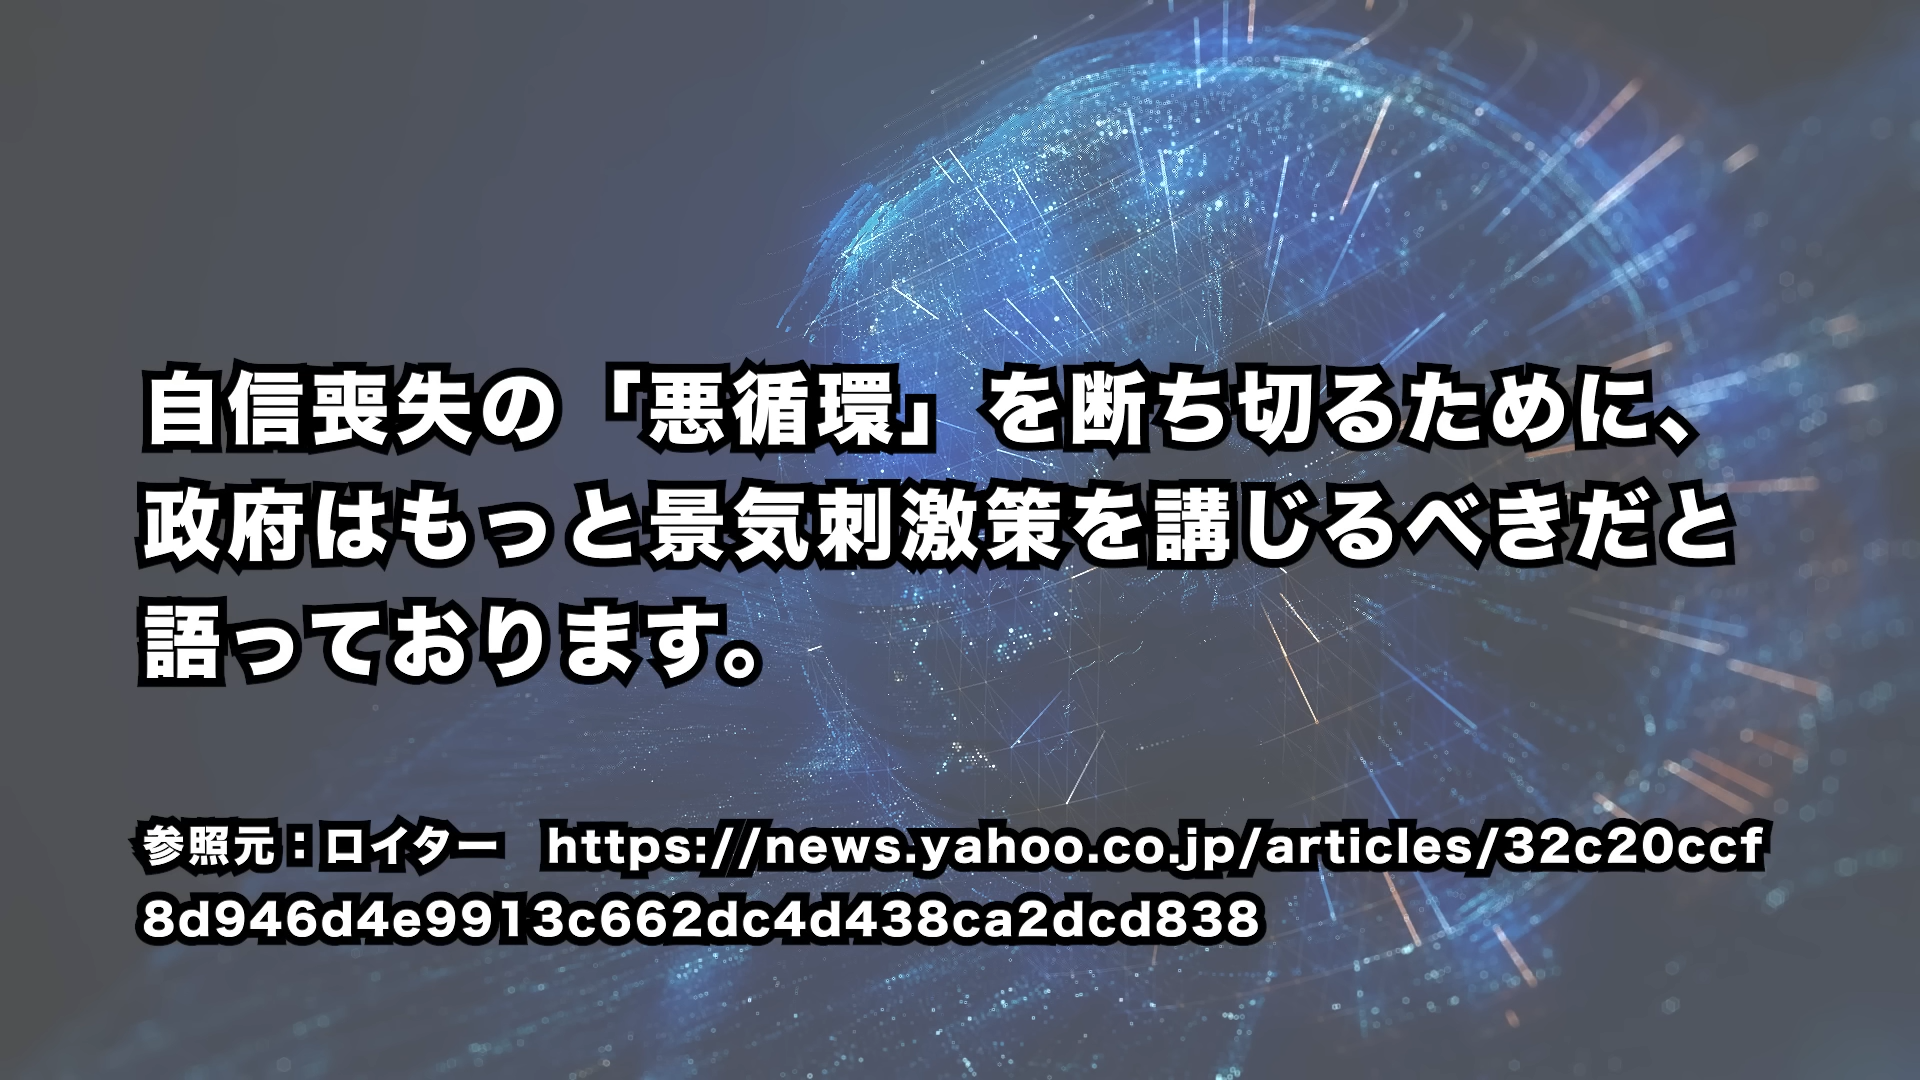 自信喪失の「悪循環」を断ち切るために、
政府はもっと景気刺激策を講じるべきだと
語っております。
参照元：ロイター　https://news.yahoo.co.jp/articles/32c20ccf
8d946d4e9913c662dc4d438ca2dcd838